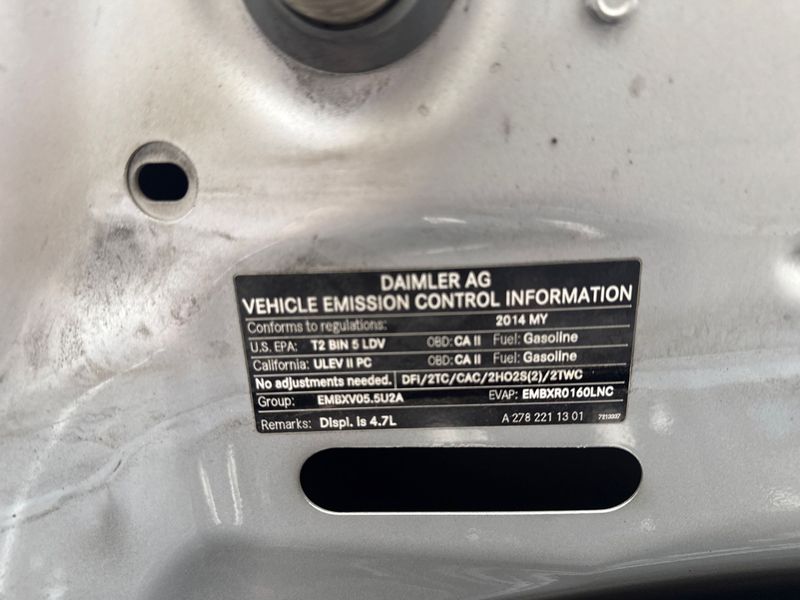 DAIMLER AG
VEHICLE EMISSION CONTROL INFORMATION
Conforms to regulations: 2014 MY
U.S. EPA: T2 BIN 5 LDV OBD: CA II Fuel: Gasoline
California: ULEV II PC OBD: CA II Fuel: Gasoline
No adjustments needed. DFI/2TC/CAC/2HO2S(2)/2TWC
Group: EMBXV05.5U2A EVAP: EMBXR0160LNC
Remarks: Displ. is 4.7L A 278 221 13 01